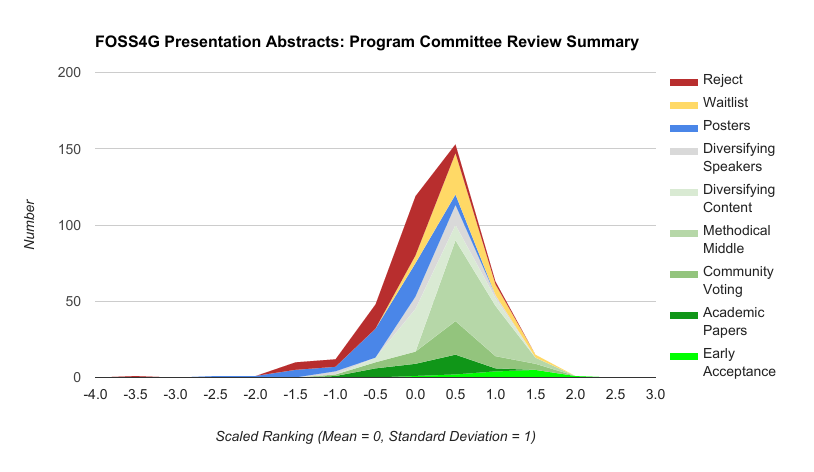 FOSS4G Presentation Abstracts: Program Committee Review Summary
200
150
100
50
0
Number
-4.0 -3.5 -3.0 -2.5 -2.0 -1.5 -1.0 -0.5 0.0 0.5 1.0 1.5 2.0 2.5 3.0
Scaled Ranking (Mean = 0, Standard Deviation = 1)
Reject
Waitlist
Posters
Diversifying
Speakers
Diversifying
Content
Methodical
Middle
Community
Voting
Academic
Papers
Early
Acceptance